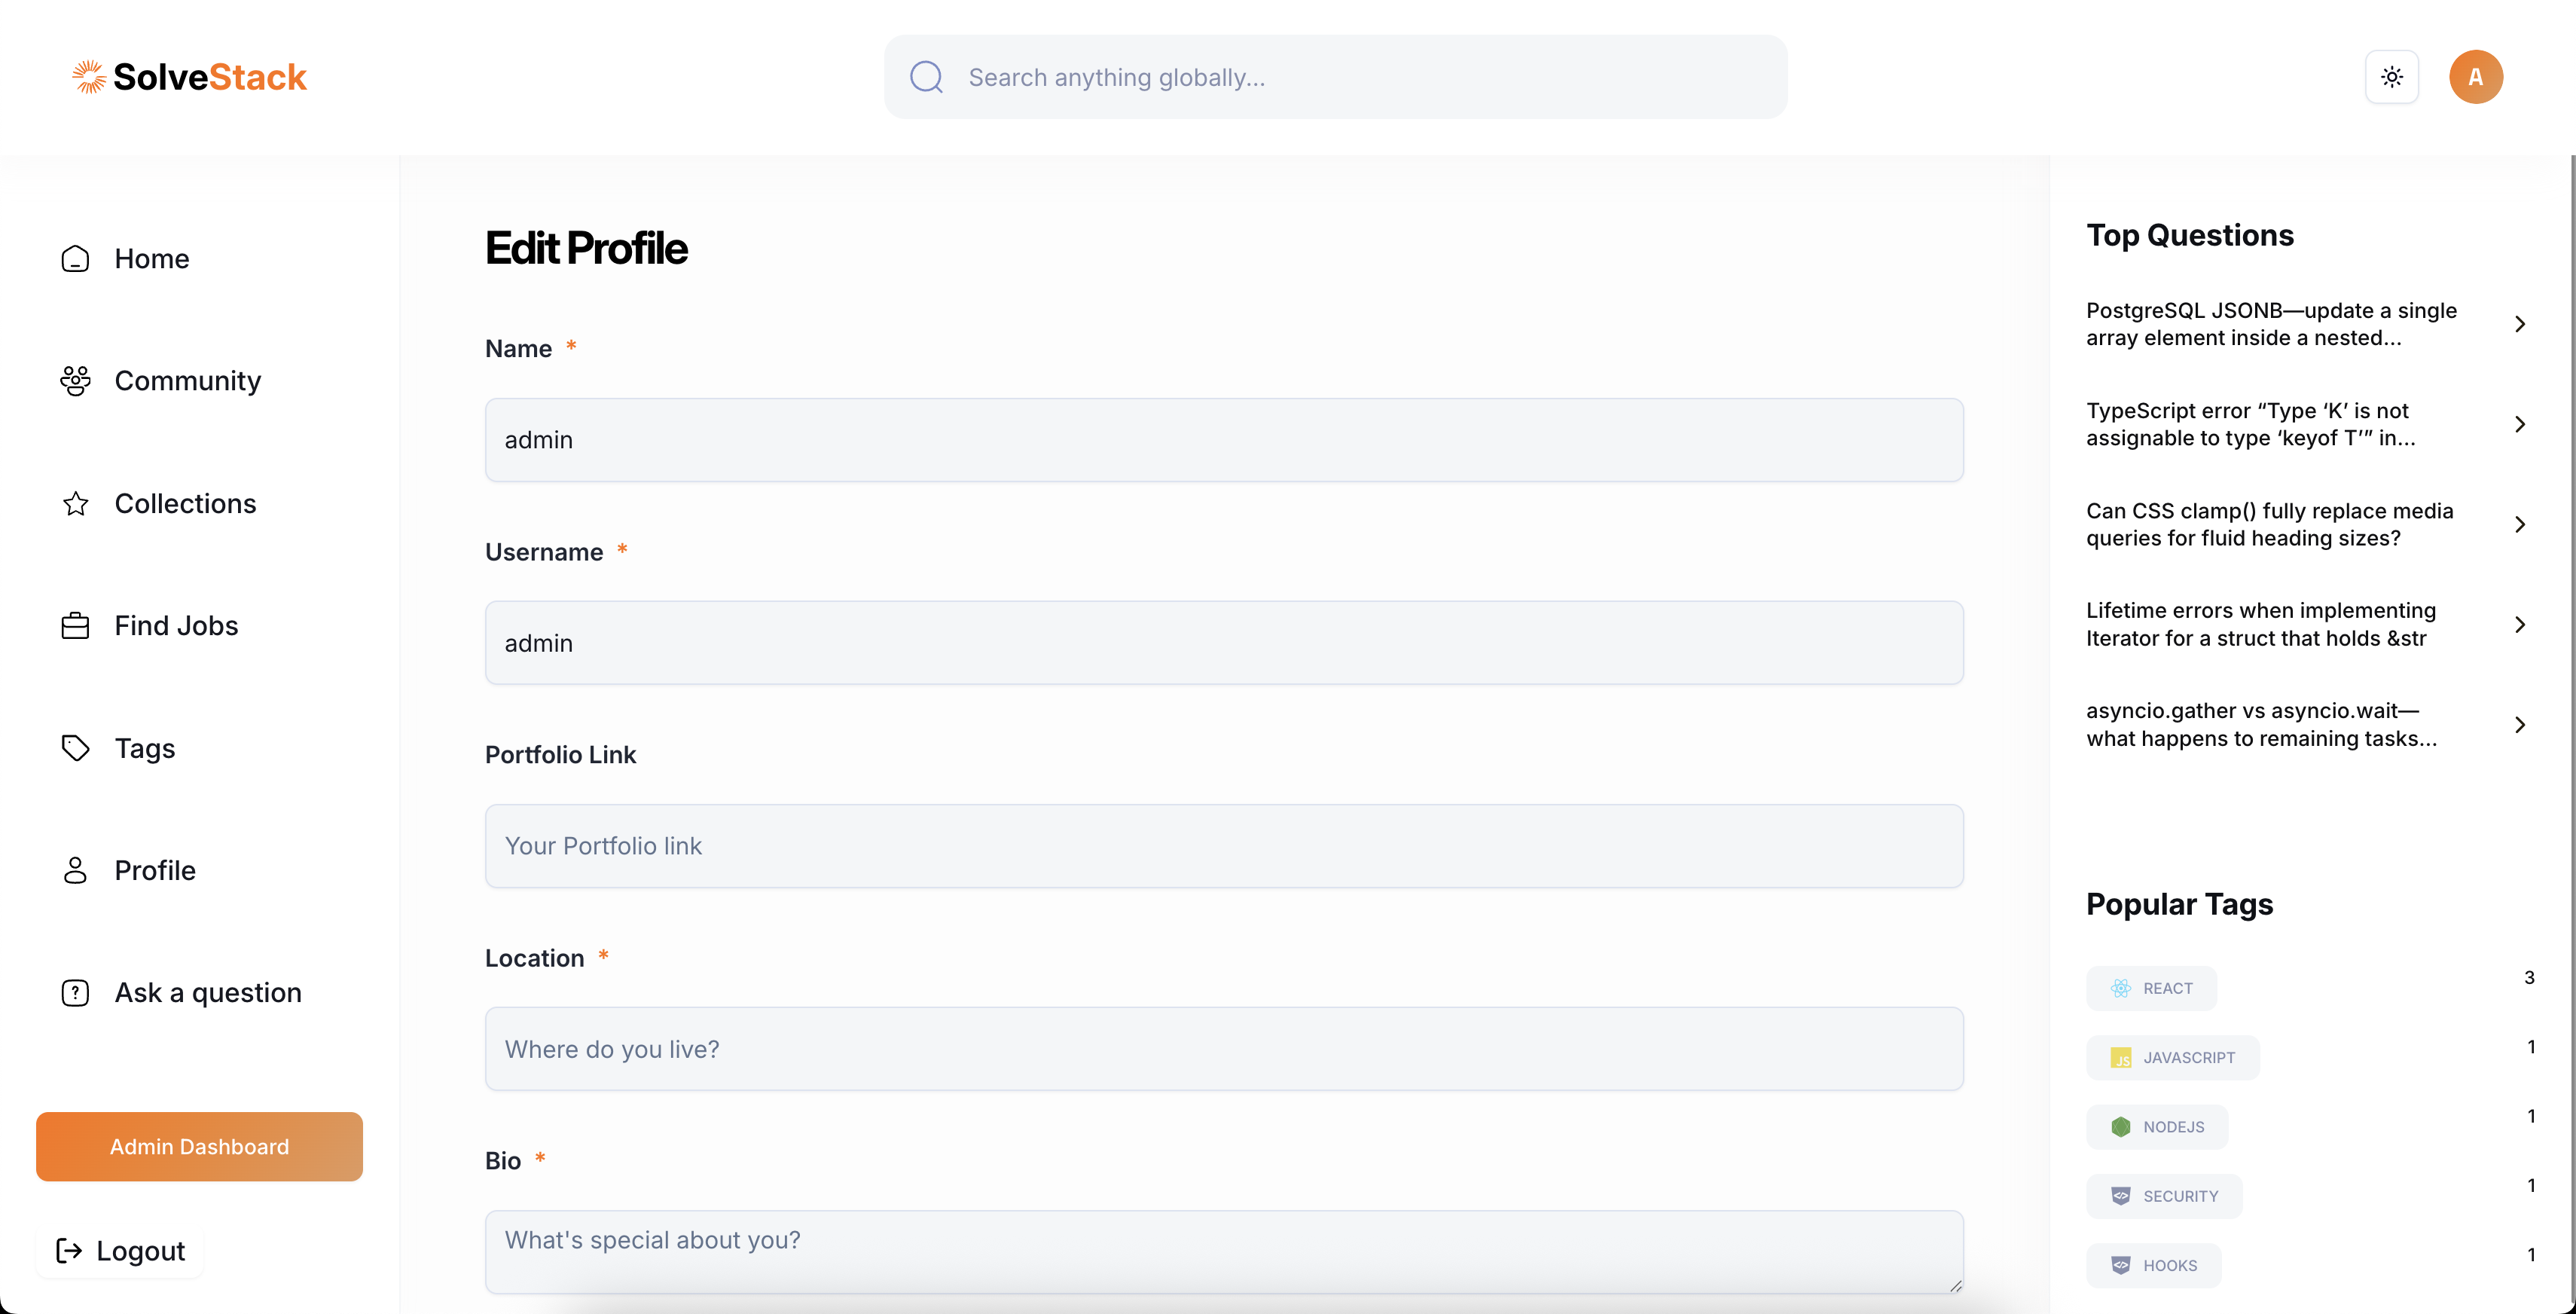 SolveStack
Search anything globally...
A
Home
Community
Collections
Find Jobs
Tags
Profile
Ask a question
Admin Dashboard
Logout
Edit Profile
Name *
admin
Username *
admin
Portfolio Link
Your Portfolio link
Location *
Where do you live?
Bio *
What's special about you?
Top Questions
PostgreSQL JSONB—update a single
array element inside a nested...
TypeScript error “Type ‘K’ is not
assignable to type ‘keyof T’” in...
Can CSS clamp() fully replace media
queries for fluid heading sizes?
Lifetime errors when implementing
Iterator for a struct that holds &str
asyncio.gather vs asyncio.wait—
what happens to remaining tasks...
Popular Tags
REACT 3
JS JAVASCRIPT 1
NODEJS 1
SECURITY 1
HOOKS 1